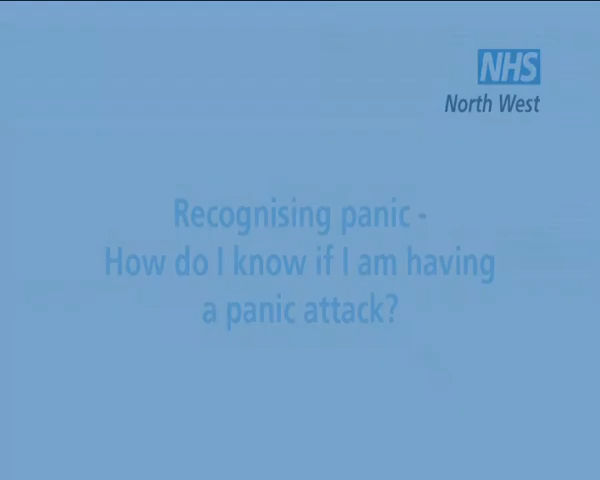 NHS
North West
Recognising panic -
How do I know if I am having
a panic attack?